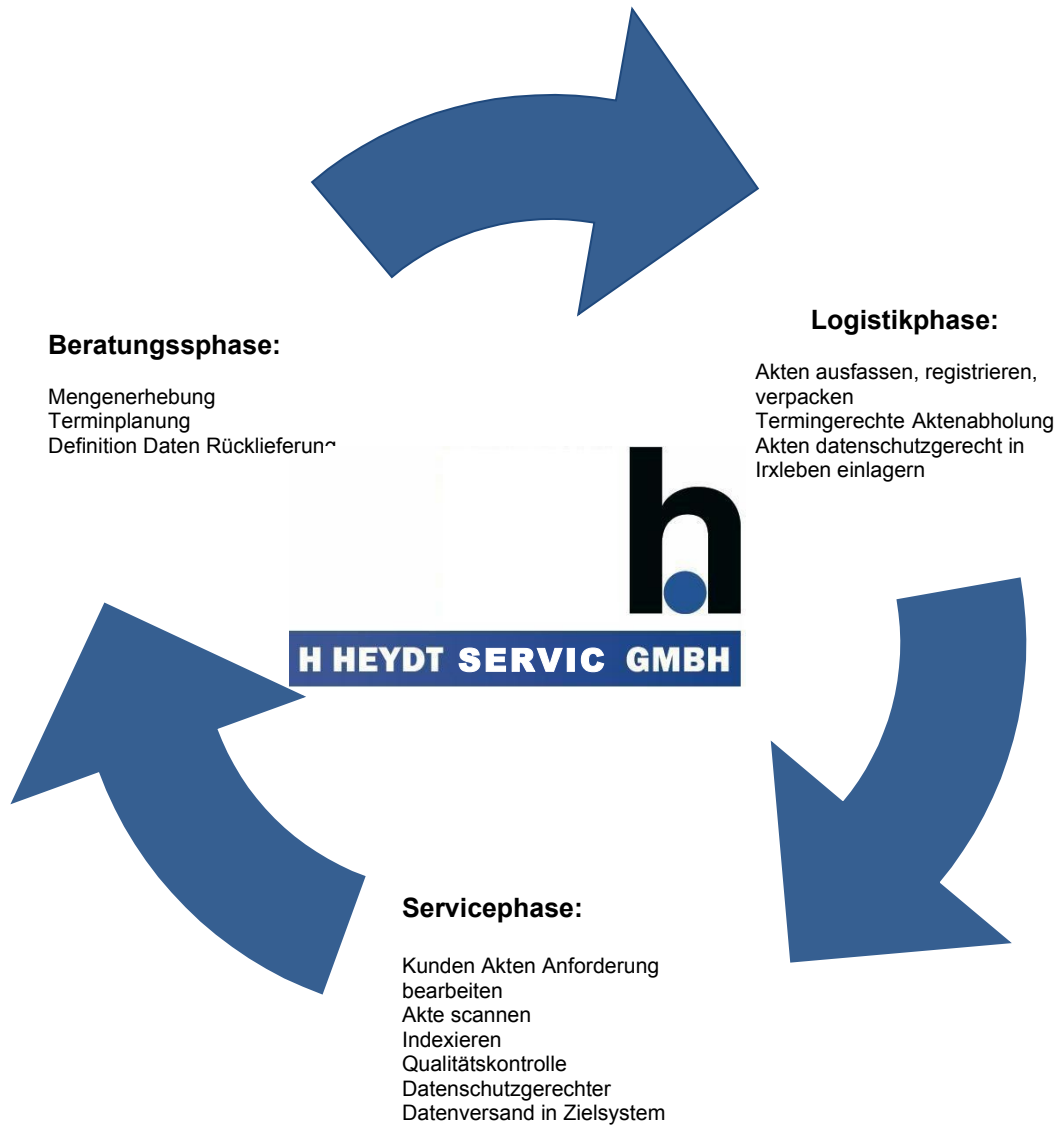 Beratungssphase:
Mengenerhebung
Terminplanung
Definition Daten Rücklieferung
Logistikphase:
Akten ausfassen, registrieren,
verpacken
Termingerechte Aktenabholung
Akten datenschutzgerecht in
Irxleben einlagern
h
H HEYDT SERVIC GMBH
Servicephase:
Kunden Akten Anforderung
bearbeiten
Akte scannen
Indexieren
Qualitätskontrolle
Datenschutzgerechter
Datenversand in Zielsystem